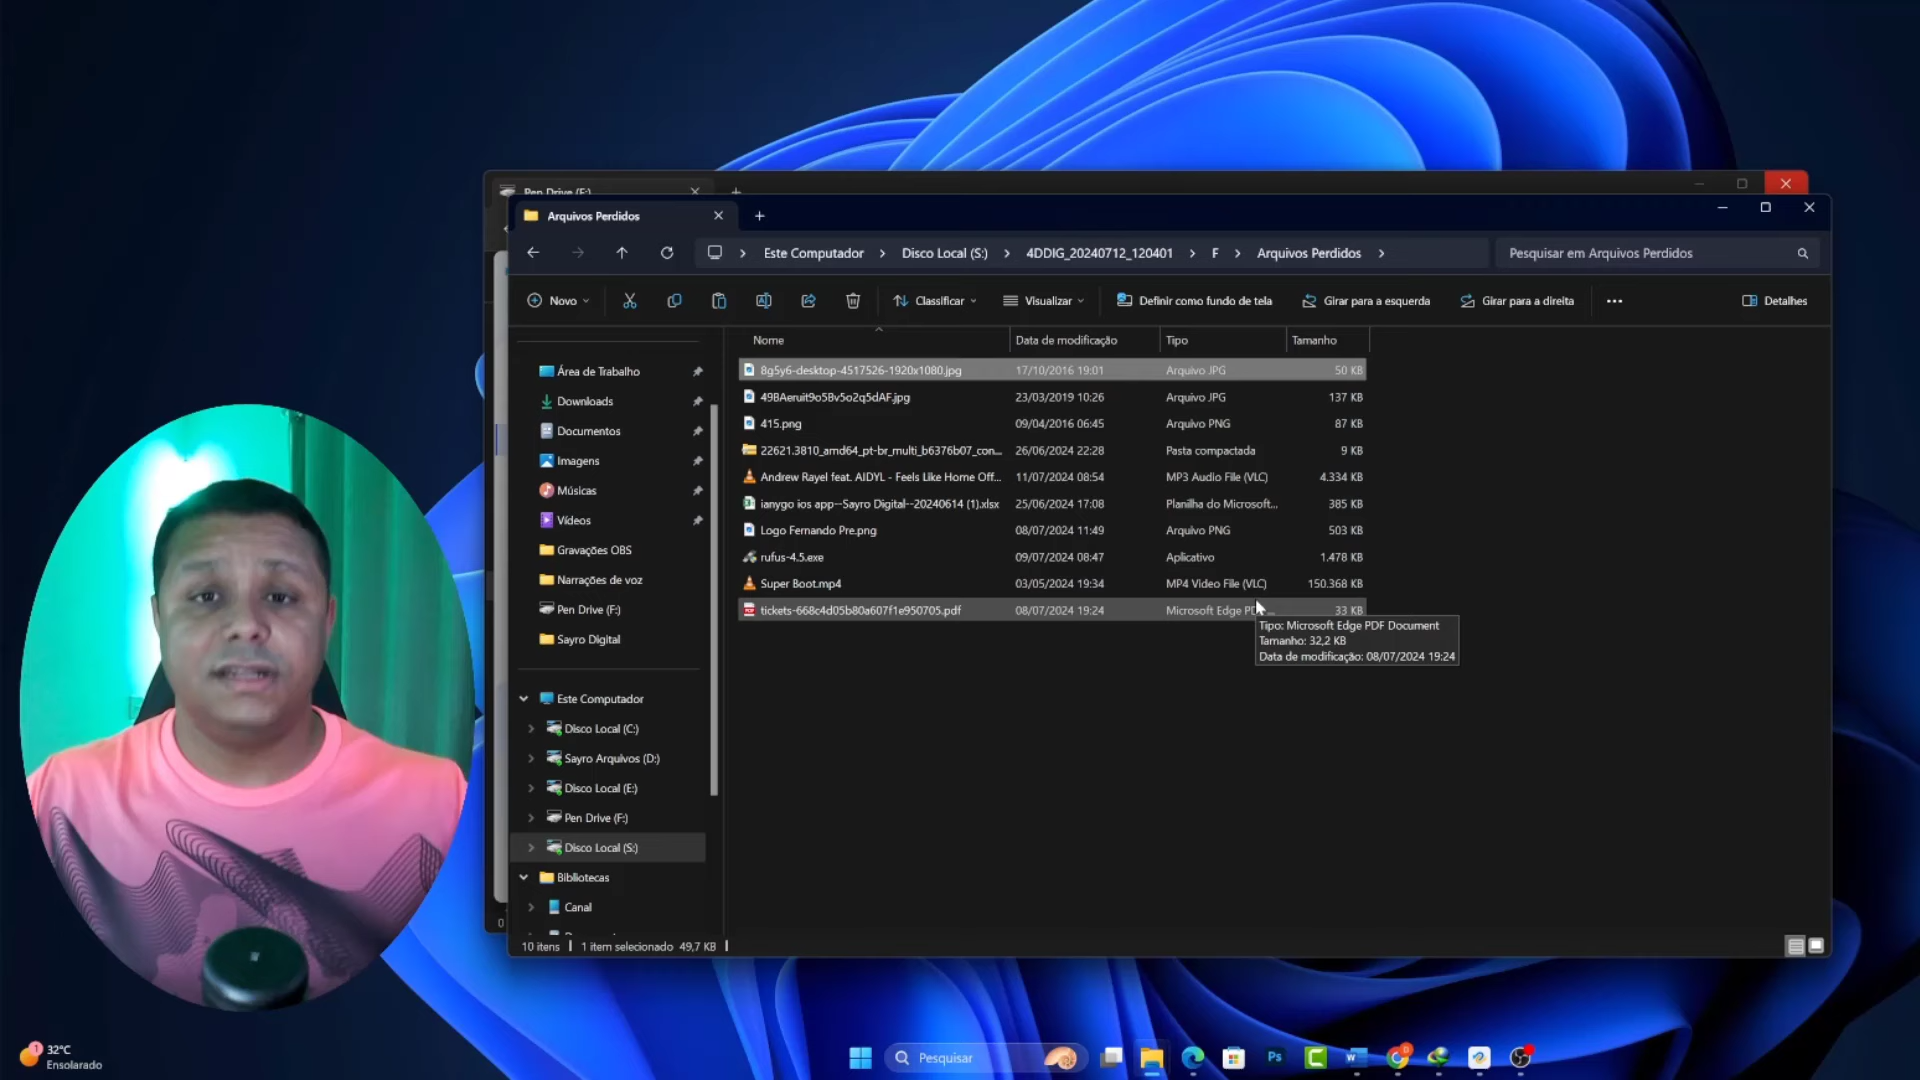 Pen Drive (F:)
Arquivos Perdidos
Este Computador > Disco Local (S:) > 4DDIG_20240712_120401 > F > Arquivos Perdidos >
Pesquisar em Arquivos Perdidos
Novo
Classificar
Visualizar
Definir como fundo de tela
Girar para a esquerda
Girar para a direita
Detalhes
Nome Data de modificação Tipo Tamanho
Área de Trabalho
Downloads
Documentos
Imagens
Músicas
Vídeos
Gravações OBS
Narrações de voz
Pen Drive (F:)
Sayro Digital
Este Computador
Disco Local (C:)
Sayro Arquivos (D:)
Disco Local (E:)
Pen Drive (F:)
Disco Local (S:)
Bibliotecas
Canal
8g5y6-desktop-4517526-1920x1080.jpg 17/10/2016 19:01 Arquivo JPG 50 KB
49BAeruit9o5Bv5o2q5dAF.jpg 23/03/2019 10:26 Arquivo JPG 137 KB
415.png 09/04/2016 06:45 Arquivo PNG 87 KB
22621.3810_amd64_pt-br_multi_b6376b07_con... 26/06/2024 22:28 Pasta compactada 9 KB
Andrew Rayel feat. AIDYL - Feels Like Home Off... 11/07/2024 08:54 MP3 Audio File (VLC) 4.334 KB
ianygo ios app--Sayro Digital--20240614 (1).xlsx 25/06/2024 17:08 Planilha do Microsoft... 385 KB
Logo Fernando Pre.png 08/07/2024 11:49 Arquivo PNG 503 KB
rufus-4.5.exe 09/07/2024 08:47 Aplicativo 1.478 KB
Super Boot.mp4 03/05/2024 19:34 MP4 Video File (VLC) 150.368 KB
tickets-668c4d05b80a607f1e950705.pdf 08/07/2024 19:24 Microsoft Edge PD... 33 KB
Tipo: Microsoft Edge PDF Document
Tamanho: 32,2 KB
Data de modificação: 08/07/2024 19:24
10 itens | 1 item selecionado 49,7 KB |
0
1
32°C
Ensolarado
Pesquisar
Ps